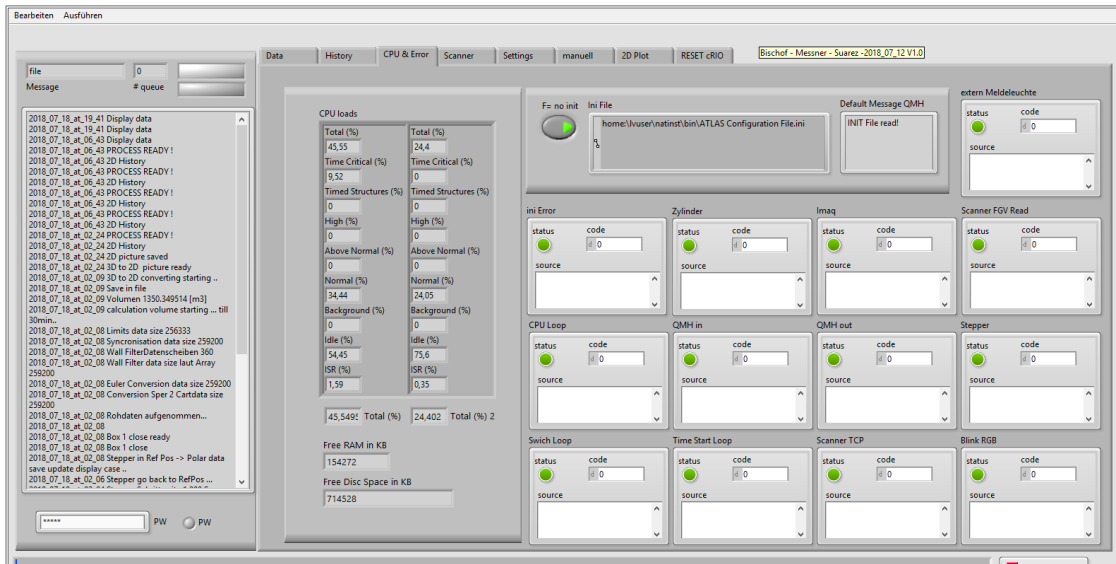 Bearbeiten Ausführen
Data History CPU & Error Scanner Settings manuell 2D Plot RESET cRIO
Bischof - Messner - Suarez -2018_07_12 V1.0
file 0
Message # queue
2018_07_18_at_19_41 Display data
2018_07_18_at_06_43 Display data
2018_07_18_at_06_43 Display data
2018_07_18_at_06_43 PROCESS READY !
2018_07_18_at_06_43 2D History
2018_07_18_at_06_43 PROCESS READY !
2018_07_18_at_06_43 2D History
2018_07_18_at_06_43 PROCESS READY !
2018_07_18_at_06_43 2D History
2018_07_18_at_02_24 PROCESS READY !
2018_07_18_at_02_24 2D History
2018_07_18_at_02_24 2D picture saved
2018_07_18_at_02_24 3D to 2D picture ready
2018_07_18_at_02_09 3D to 2D converting starting ..
2018_07_18_at_02_09 Save in file
2018_07_18_at_02_09 Volumen 1350.349514 [m3]
2018_07_18_at_02_09 calculation volume starting ... till
30min..
2018_07_18_at_02_08 Limits data size 256333
2018_07_18_at_02_08 Syncronisation data size 259200
2018_07_18_at_02_08 Wall FilterDatenscheiben 360
2018_07_18_at_02_08 Wall Filter data size laut Array
259200
2018_07_18_at_02_08 Euler Conversion data size 259200
2018_07_18_at_02_08 Conversion Sper 2 Cartdata size
259200
2018_07_18_at_02_08 Rohdaten aufgenommen...
2018_07_18_at_02_08
2018_07_18_at_02_08 Box 1 close ready
2018_07_18_at_02_08 Box 1 close
2018_07_18_at_02_08 Stepper in Ref Pos -> Polar data
save update display case ..
2018_07_18_at_02_06 Stepper go back to RefPos ...
***** PW PW
CPU loads
Total (%) Total (%)
45,55 24,4
Time Critical (%) Time Critical (%)
9,52 0
Timed Structures (%) Timed Structures (%)
0 0
High (%) High (%)
0 0
Above Normal (%) Above Normal (%)
0 0
Normal (%) Normal (%)
34,44 24,05
Background (%) Background (%)
0 0
Idle (%) Idle (%)
54,45 75,6
ISR (%) ISR (%)
1,59 0,35
45,549 Total (%) 24,402 Total (%) 2
Free RAM in KB
154272
Free Disc Space in KB
714528
F= no init Ini File Default Message QMH
home:\lvuser\natinst\bin\ATLAS Configuration File.ini INIT File read!
extern Meldeleuchte
status code
d 0
source
ini Error Zylinder Imaq Scanner FGV Read
status code status code status code status code
d 0 d 0 d 0 d 0
source source source source
CPU Loop QMH in QMH out Stepper
status code status code status code status code
d 0 d 0 d 0 d 0
source source source source
Swich Loop Time Start Loop Scanner TCP Blink RGB
status code status code status code status code
d 0 d 0 d 0 d 0
source source source source